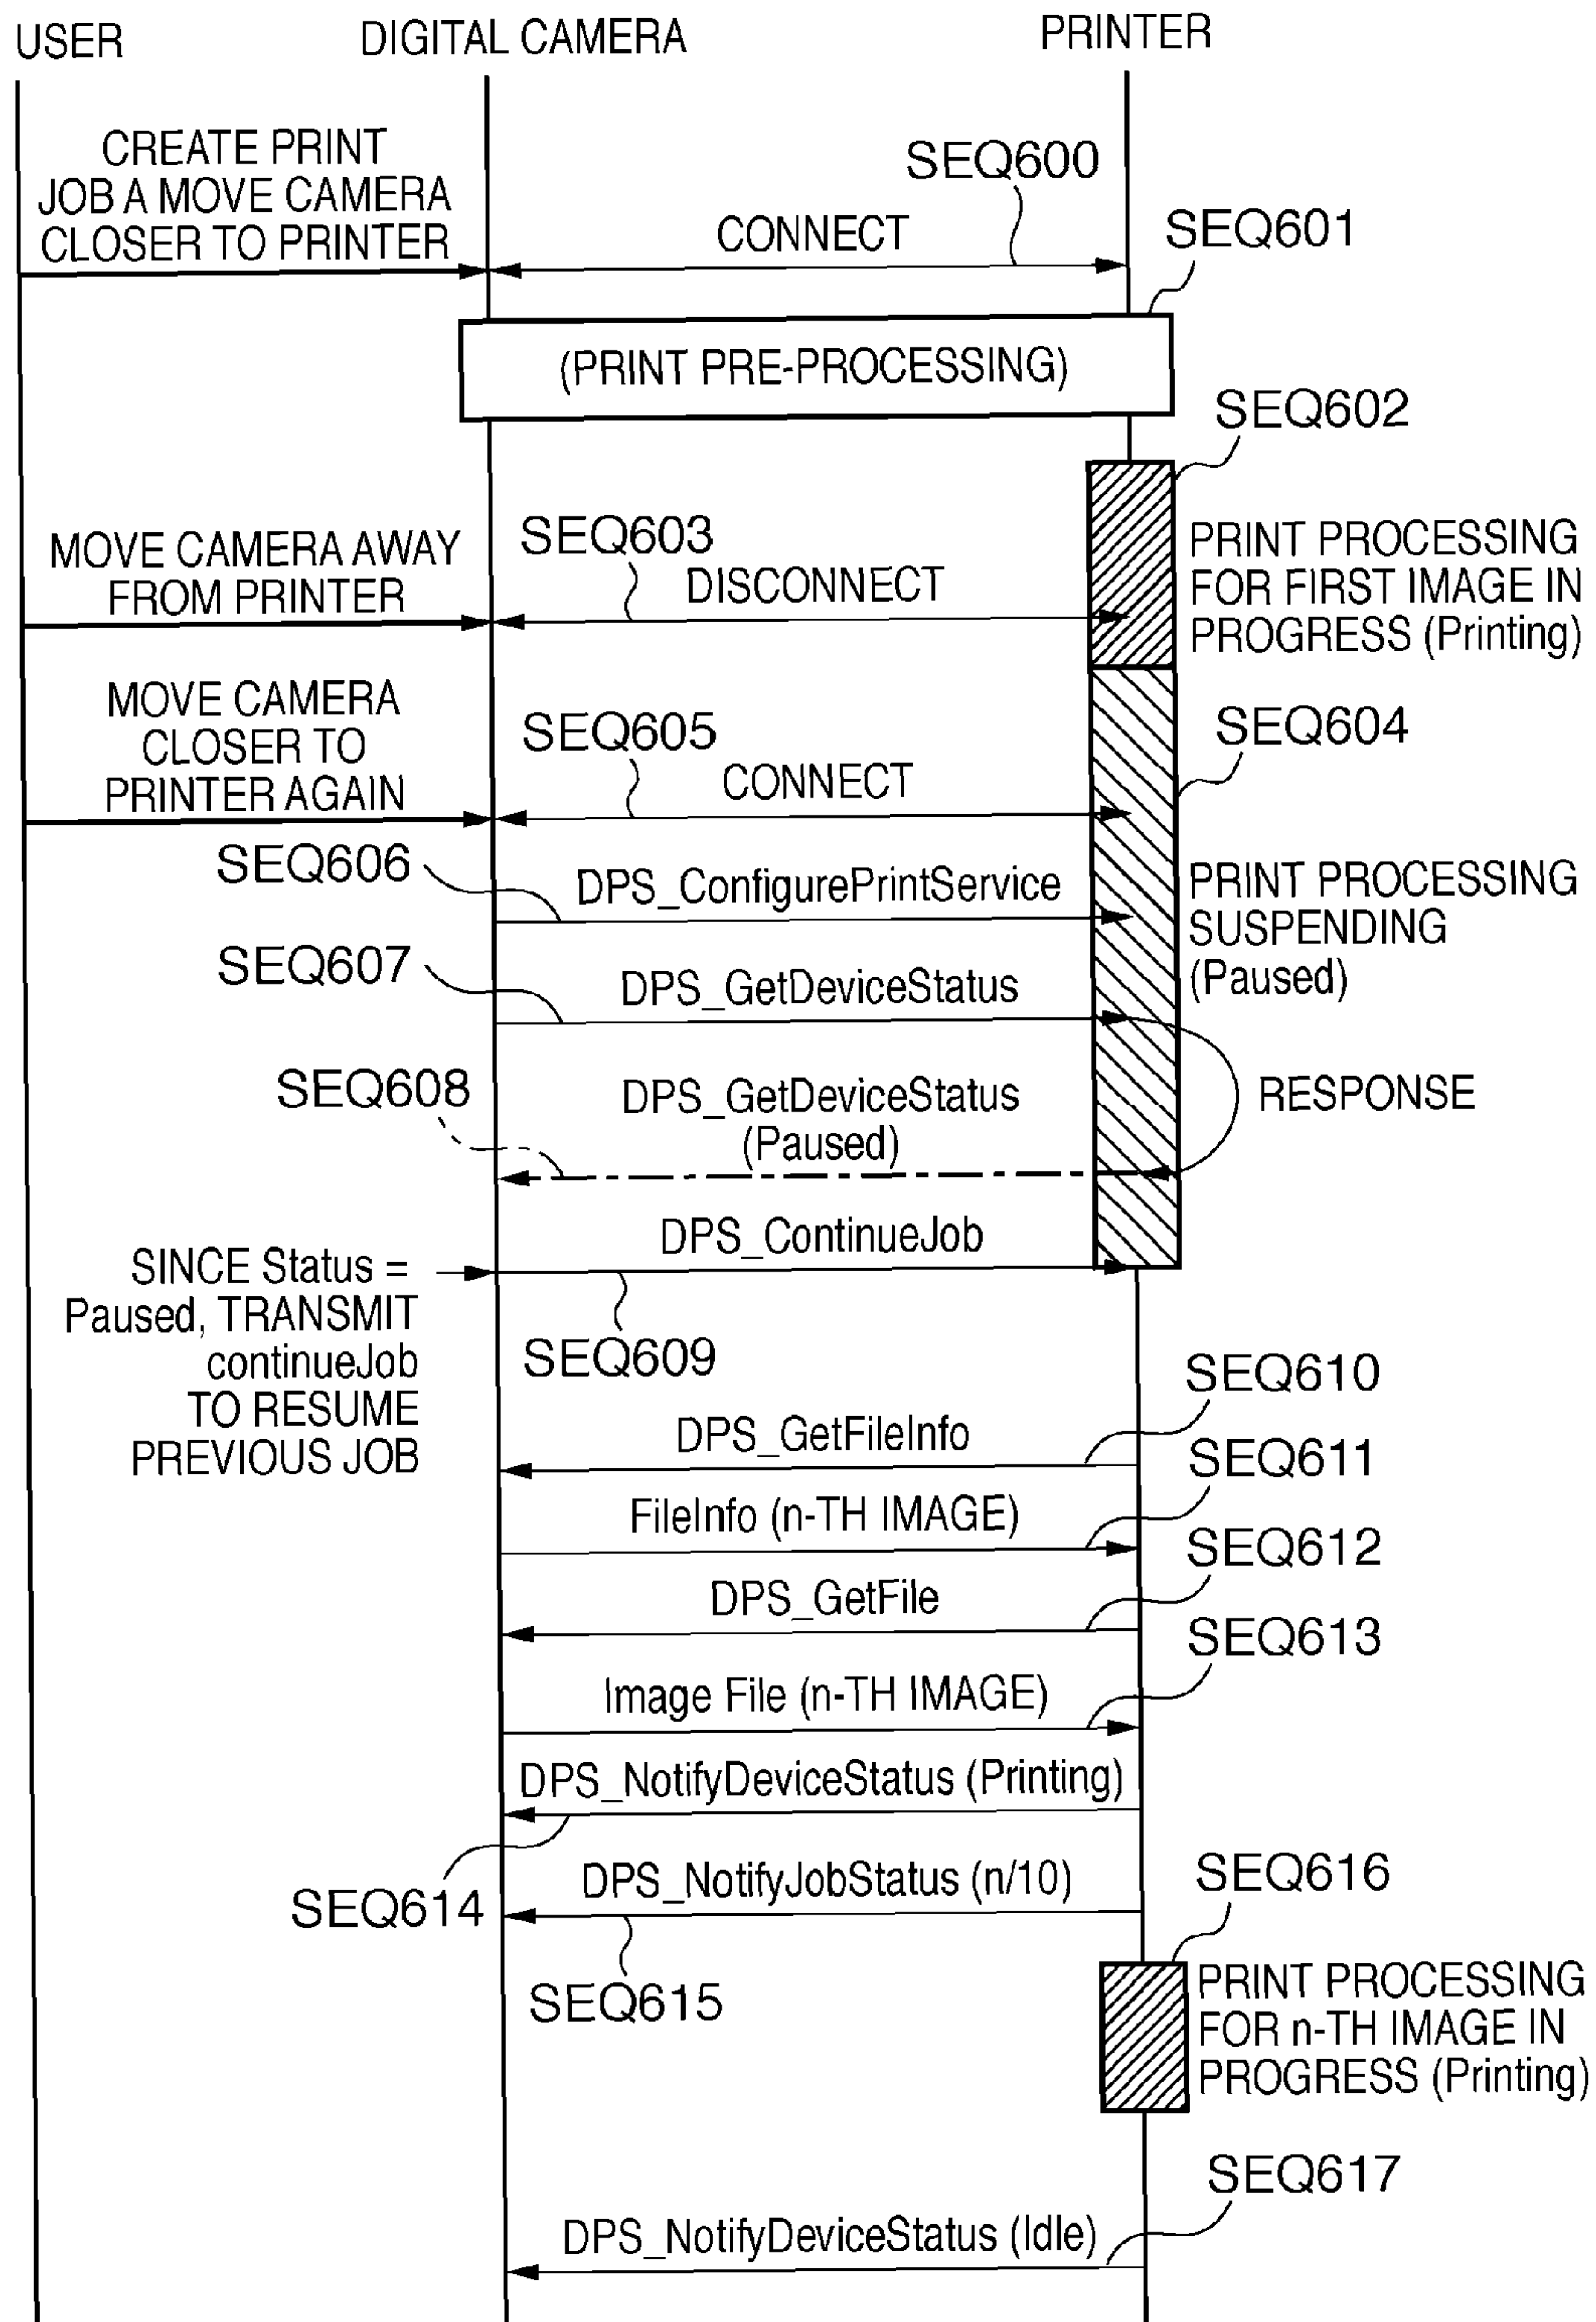 USER
DIGITAL CAMERA
PRINTER
CREATE PRINT
JOB A MOVE CAMERA
CLOSER TO PRINTER
SEQ600
CONNECT
SEQ601
(PRINT PRE-PROCESSING)
SEQ602
MOVE CAMERA AWAY
FROM PRINTER
SEQ603
DISCONNECT
PRINT PROCESSING
FOR FIRST IMAGE IN
PROGRESS (Printing)
MOVE CAMERA
CLOSER TO
PRINTER AGAIN
SEQ605
CONNECT
SEQ604
SEQ606
DPS_ConfigurePrintService
PRINT PROCESSING
SUSPENDING
(Paused)
SEQ607
DPS_GetDeviceStatus
SEQ608
DPS_GetDeviceStatus
(Paused)
RESPONSE
DPS_ContinueJob
SINCE Status =
Paused, TRANSMIT
continueJob
TO RESUME
PREVIOUS JOB
SEQ609
SEQ610
DPS_GetFileInfo
SEQ611
FileInfo (n-TH IMAGE)
SEQ612
DPS_GetFile
SEQ613
Image File (n-TH IMAGE)
DPS_NotifyDeviceStatus (Printing)
SEQ614
DPS_NotifyJobStatus (n/10)
SEQ615
SEQ616
PRINT PROCESSING
FOR n-TH IMAGE IN
PROGRESS (Printing)
SEQ617
DPS_NotifyDeviceStatus (Idle)